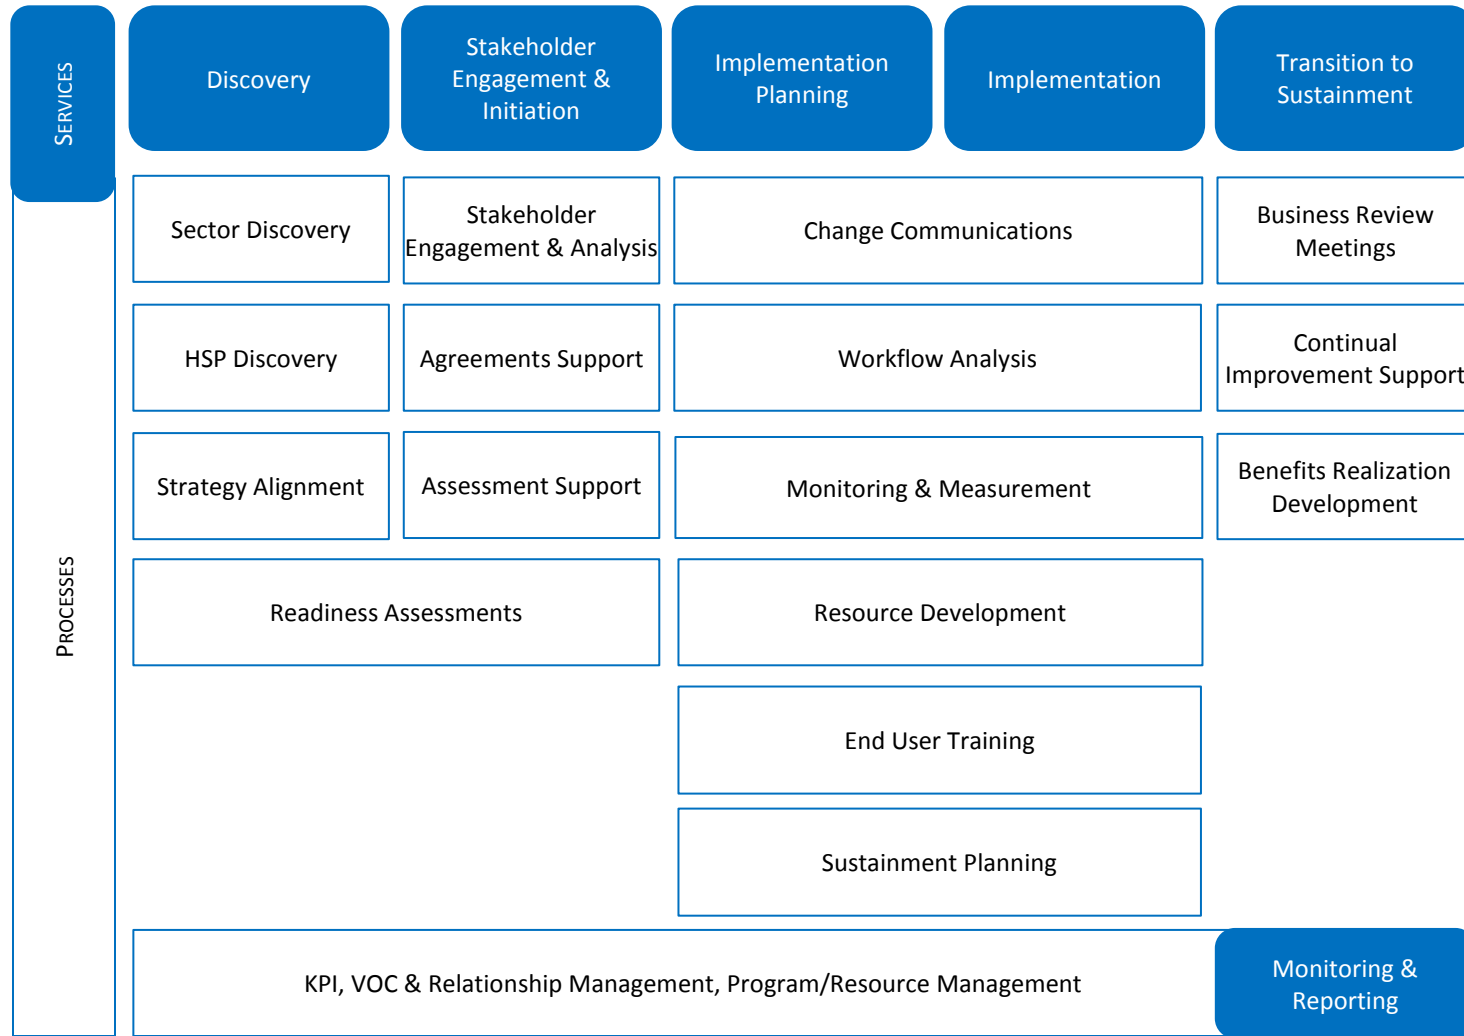 SERVICES
Discovery
Stakeholder
Engagement &
Initiation
Implementation
Planning
Implementation
Transition to
Sustainment
PROCESSES
Sector Discovery
Stakeholder
Engagement & Analysis
Change Communications
Business Review
Meetings
HSP Discovery
Agreements Support
Workflow Analysis
Continual
Improvement Support
Strategy Alignment
Assessment Support
Monitoring & Measurement
Benefits Realization
Development
Readiness Assessments
Resource Development
End User Training
Sustainment Planning
KPI, VOC & Relationship Management, Program/Resource Management
Monitoring &
Reporting